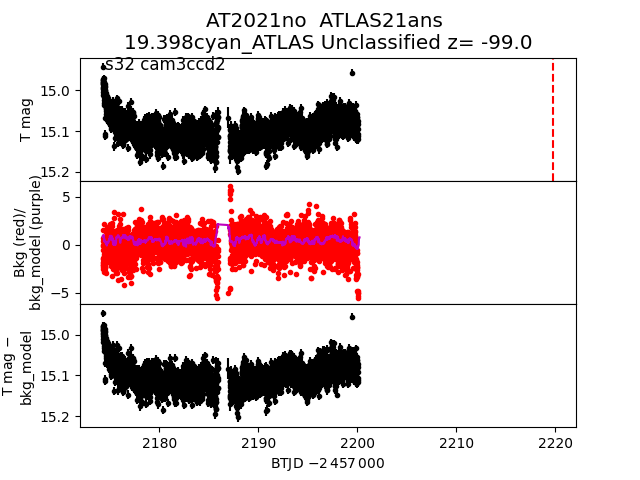 AT2021no  ATLAS21ans
19.398cyan_ATLAS Unclassified z= -99.0
s32 cam3ccd2
T mag
15.0
15.1
15.2
Bkg (red)/
bkg_model (purple)
5
0
−5
T mag −
bkg_model
15.0
15.1
15.2
2180
2190
2200
2210
2220
BTJD −2 457 000